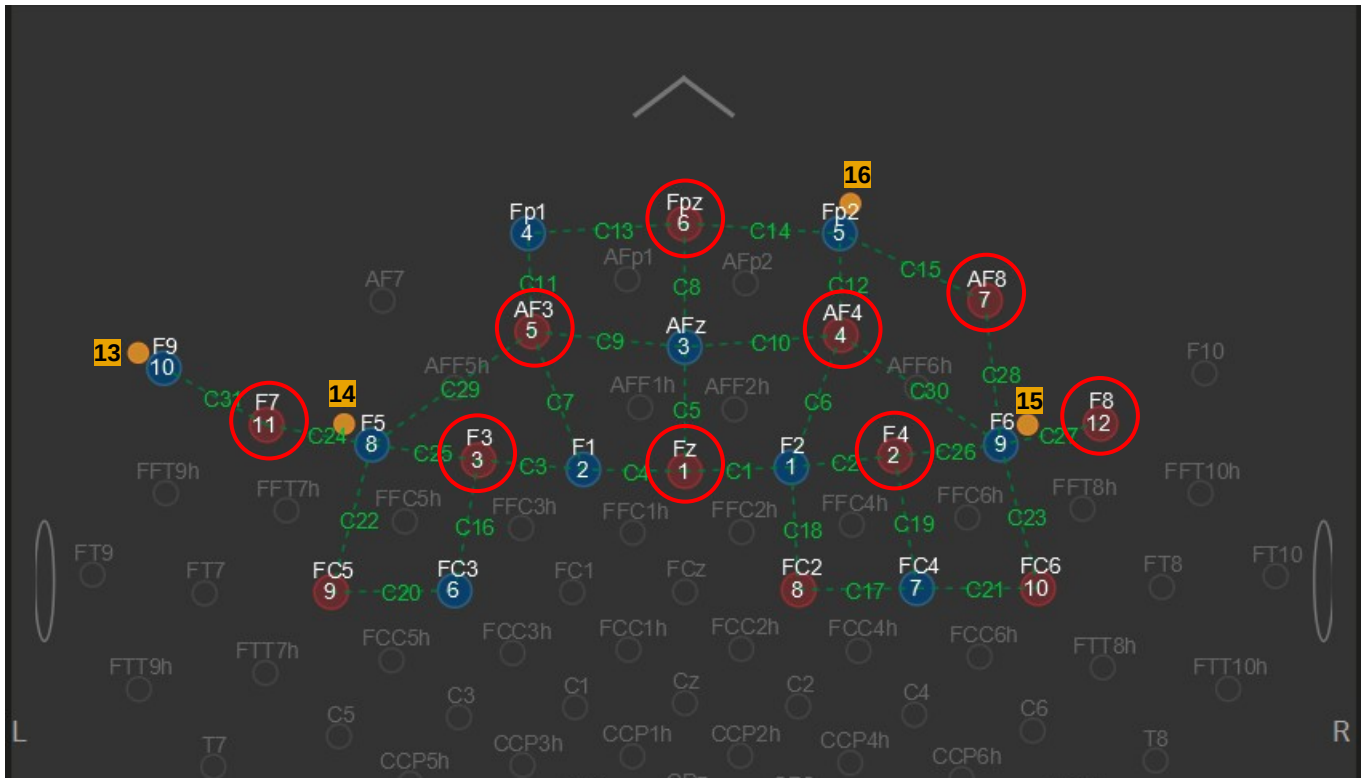 16
Fp1 Fpz Fp2
4 C13 6 C14 5
AFp1 AFp2
C15
AF7 C11 C8 C12 AF8
7
AF3 AFz AF4
5 C9 3 C10 4
13 F9 F10
10 AFF5h AFF6h
C29 C28 C30
14 15
C31 F7 AFF1h AFF2h F8
11 C24 F5 C7 C5 C6 F6 C27 12
8 C25 F3 F1 Fz F2 F4 C26 9
3 C3 2 C4 1 C1 1 C2 2
FFT9h FFT7h FFC5h FFC3h FFC1h FFC2h FFC4h FFC6h FFT8h FFT10h
C22 C16 C18 C19 C23
FT9 FT7 FC5 FC3 FC1 FCz FC2 FC4 FC6 FT8 FT10
9 C20 6 8 C17 7 C21 10
FTT9h FTT7h FCC5h FCC3h FCC1h FCC2h FCC4h FCC6h FTT8h FTT10h
C5 C3 C1 Cz C2 C4 C6
L R
T7 CCP5h CCP3h CCP1h CCP2h CCP4h CCP6h T8